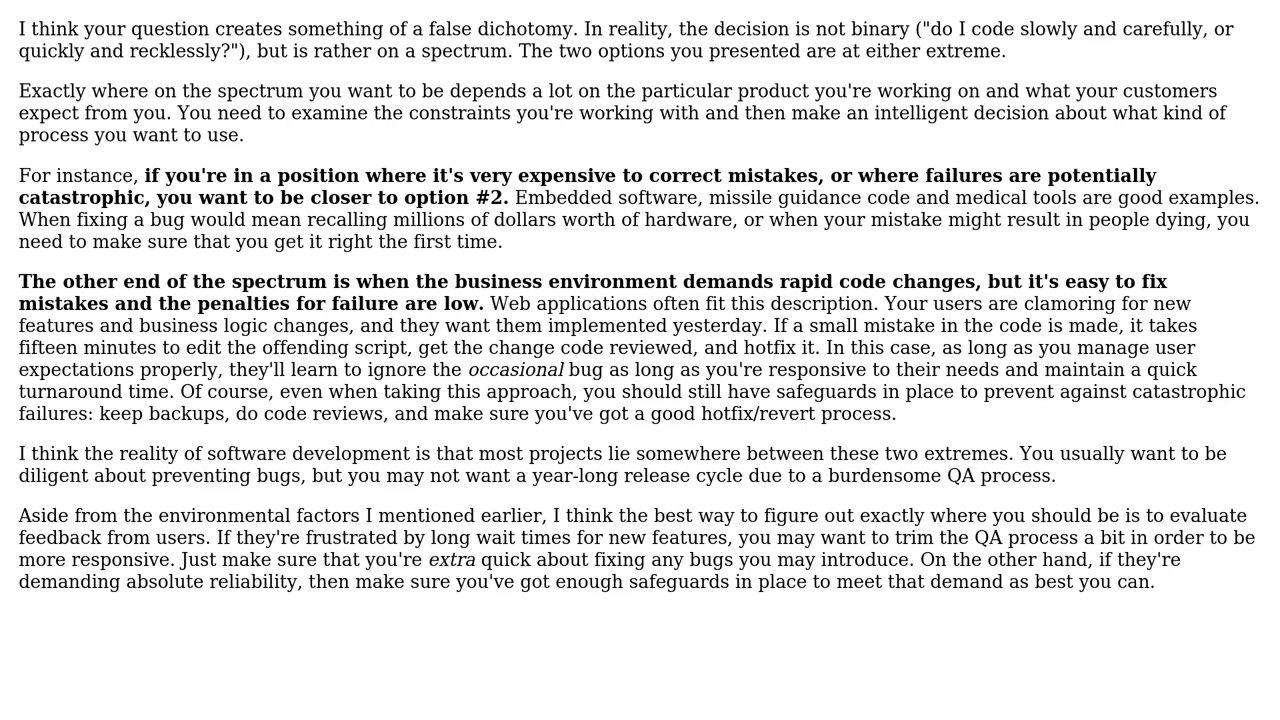 I think your question creates something of a false dichotomy. In reality, the decision is not binary ("do I code slowly and carefully, or
quickly and recklessly?"), but is rather on a spectrum. The two options you presented are at either extreme.
Exactly where on the spectrum you want to be depends a lot on the particular product you're working on and what your customers
expect from you. You need to examine the constraints you're working with and then make an intelligent decision about what kind of
process you want to use.
For instance, if you're in a position where it's very expensive to correct mistakes, or where failures are potentially
catastrophic, you want to be closer to option #2. Embedded software, missile guidance code and medical tools are good examples.
When fixing a bug would mean recalling millions of dollars worth of hardware, or when your mistake might result in people dying, you
need to make sure that you get it right the first time.
The other end of the spectrum is when the business environment demands rapid code changes, but it's easy to fix
mistakes and the penalties for failure are low. Web applications often fit this description. Your users are clamoring for new
features and business logic changes, and they want them implemented yesterday. If a small mistake in the code is made, it takes
fifteen minutes to edit the offending script, get the change code reviewed, and hotfix it. In this case, as long as you manage user
expectations properly, they'll learn to ignore the occasional bug as long as you're responsive to their needs and maintain a quick
turnaround time. Of course, even when taking this approach, you should still have safeguards in place to prevent against catastrophic
failures: keep backups, do code reviews, and make sure you've got a good hotfix/revert process.
I think the reality of software development is that most projects lie somewhere between these two extremes. You usually want to be
diligent about preventing bugs, but you may not want a year-long release cycle due to a burdensome QA process.
Aside from the environmental factors I mentioned earlier, I think the best way to figure out exactly where you should be is to evaluate
feedback from users. If they're frustrated by long wait times for new features, you may want to trim the QA process a bit in order to be
more responsive. Just make sure that you're extra quick about fixing any bugs you may introduce. On the other hand, if they're
demanding absolute reliability, then make sure you've got enough safeguards in place to meet that demand as best you can.